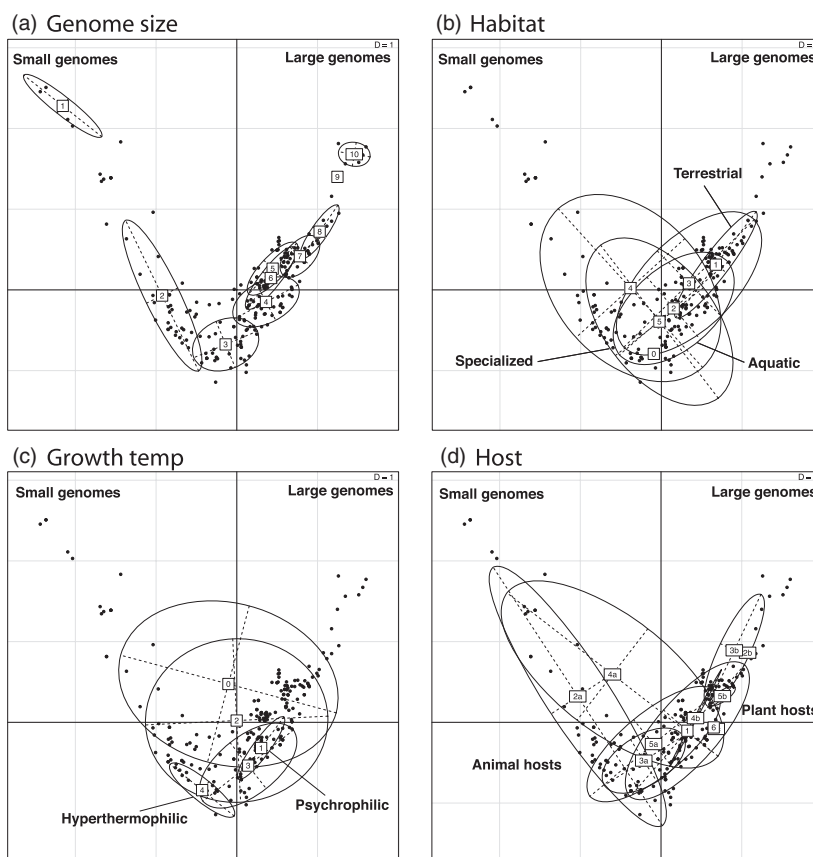 (a) Genome size
D = 1
Small genomes
Large genomes
1
10
9
8
7
5
6
4
2
3
(b) Habitat
D =
Small genomes
Large genomes
Terrestrial
1
4
3
2
5
0
Specialized
Aquatic
(c) Growth temp
D = 1
Small genomes
Large genomes
0
2
1
3
4
Hyperthermophilic
Psychrophilic
(d) Host
D =
Small genomes
Large genomes
3b
2b
4a
2a
5b
Plant hosts
4b
1
6
5a
3a
Animal hosts